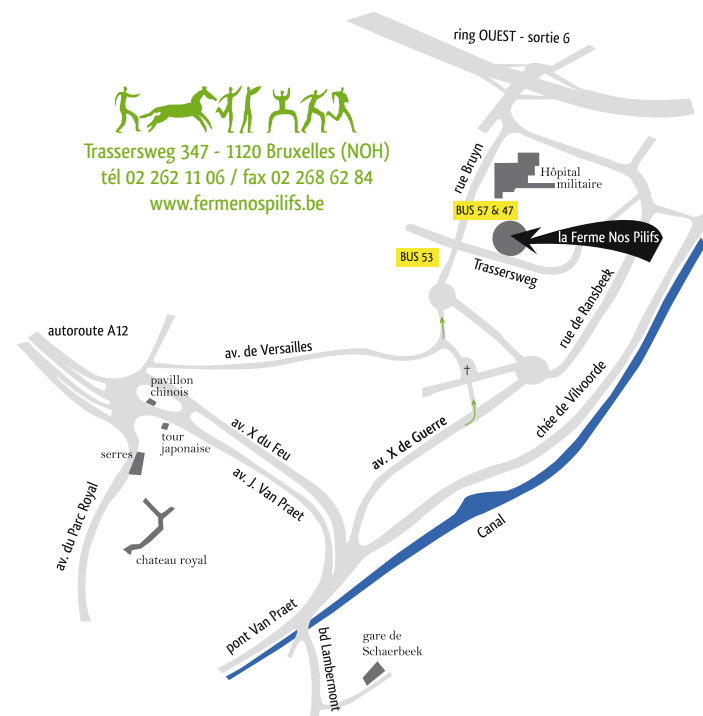 ring OUEST - sortie 6
Trassersweg 347 - 1120 Bruxelles (NOH)
tél 02 262 11 06 / fax 02 268 62 84
www.fermenospilifs.be
rue Bruyn
Hôpital
militaire
BUS 57 & 47
la Ferme Nos Pilifs
BUS 53
Trassersweg
rue de Ransbeek
autoroute A12
av. de Versailles
pavillon
chinois
chée de Vilvoorde
av. X du Feu
tour
japonaise
serres
av. X de Guerre
av. J. Van Praet
av. du Parc Royal
Canal
chateau royal
pont Van Praet
bd Lambermont
gare de
Schaerbeek